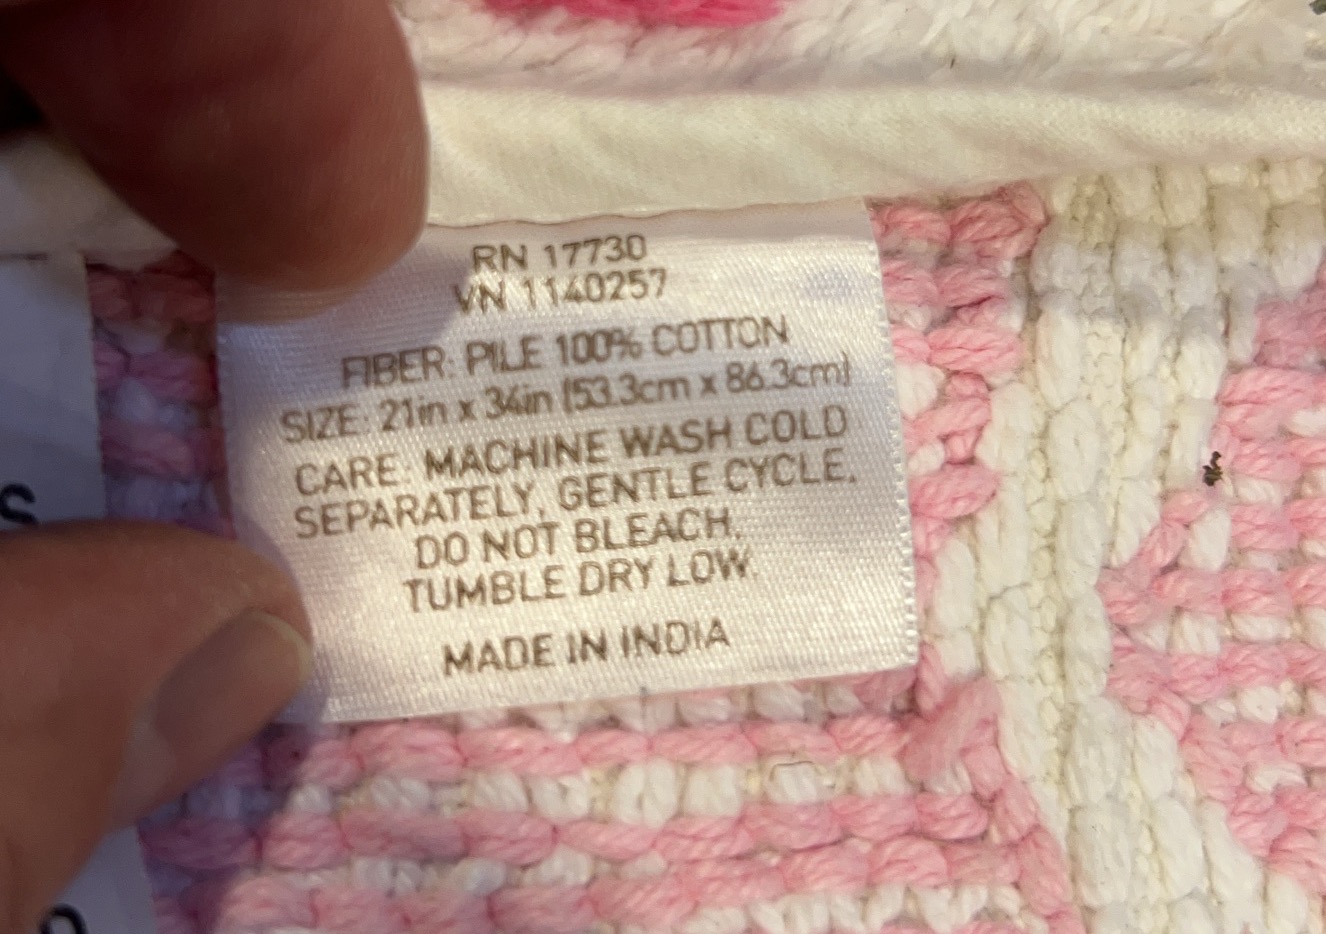 RN 17730
VN 1140257
FIBER: PILE 100% COTTON
SIZE: 21in x 34in (53.3cm x 86.3cm)
CARE: MACHINE WASH COLD
SEPARATELY, GENTLE CYCLE.
DO NOT BLEACH.
TUMBLE DRY LOW.
MADE IN INDIA